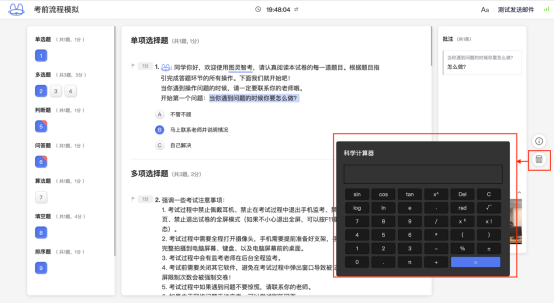 考前流程模拟
19:48:04
Aa 测试发送邮件
单选题 (共1题, 1分)
1
多选题 (共3题, 3分)
2 3 4
判断题 (共1题, 1分)
5
问答题 (共1题, 1分)
6
算选题 (共1题, 1分)
7
填空题 (共1题, 4分)
8
排序题 (共1题, 1分)
9
单项选择题 (共1题, 1分)
1分 1. 同学你好, 欢迎使用图灵智考, 请认真阅读本试卷的每一道题目。根据题目指
引完成答题环节的所有操作。下面我们就开始吧!
当你遇到操作问题的时候, 请一定要联系你的老师哦。
开始第一个问题: 当你遇到问题的时候你要怎么做?
A 不管不顾
B 马上联系老师并说明情况
C 自己解决
多项选择题 (共3题, 2分)
1分 2. 强调一些考试注意事项:
1. 考试过程中禁止佩戴耳机、禁止在考试过程中退出手机监考、禁
页、禁止退出试卷的全屏模式 (如果不小心退出全屏, 可以按F11
态)。
2. 考试过程中需要全程打开摄像头, 手机需要提前准备好支架, 手
完整拍摄到电脑屏幕、键盘、以及电脑屏幕前的桌面。
3. 考试过程中会有监考老师在后台全程监考。
4. 考试前需要关闭其它软件, 避免在考试过程中弹出窗口导致被
屏限制次数会被强制交卷!
5. 考试过程中如果遇到问题不要慌张, 请联系你的老师。
批注 (共1条)
当你遇到问题的时候你要
怎么做?
科学计算器
sin cos tan Del C
log ln e rad
7 8 9 / x !
4 5 6 * ( )
1 2 3 - % ±
0 . π + =